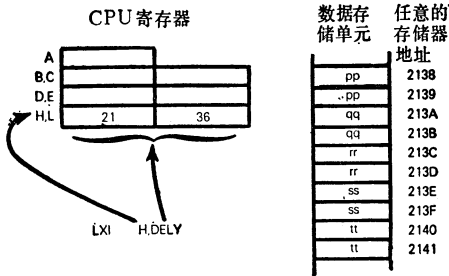 CPU寄存器
A
B,C
D,E
H,L 21 36
LXI H,DELY
数据存储单元
任意的
存储器
地址
pp 2138
pp 2139
qq 213A
qq 213B
rr 213C
rr 213D
ss 213E
ss 213F
tt 2140
tt 2141